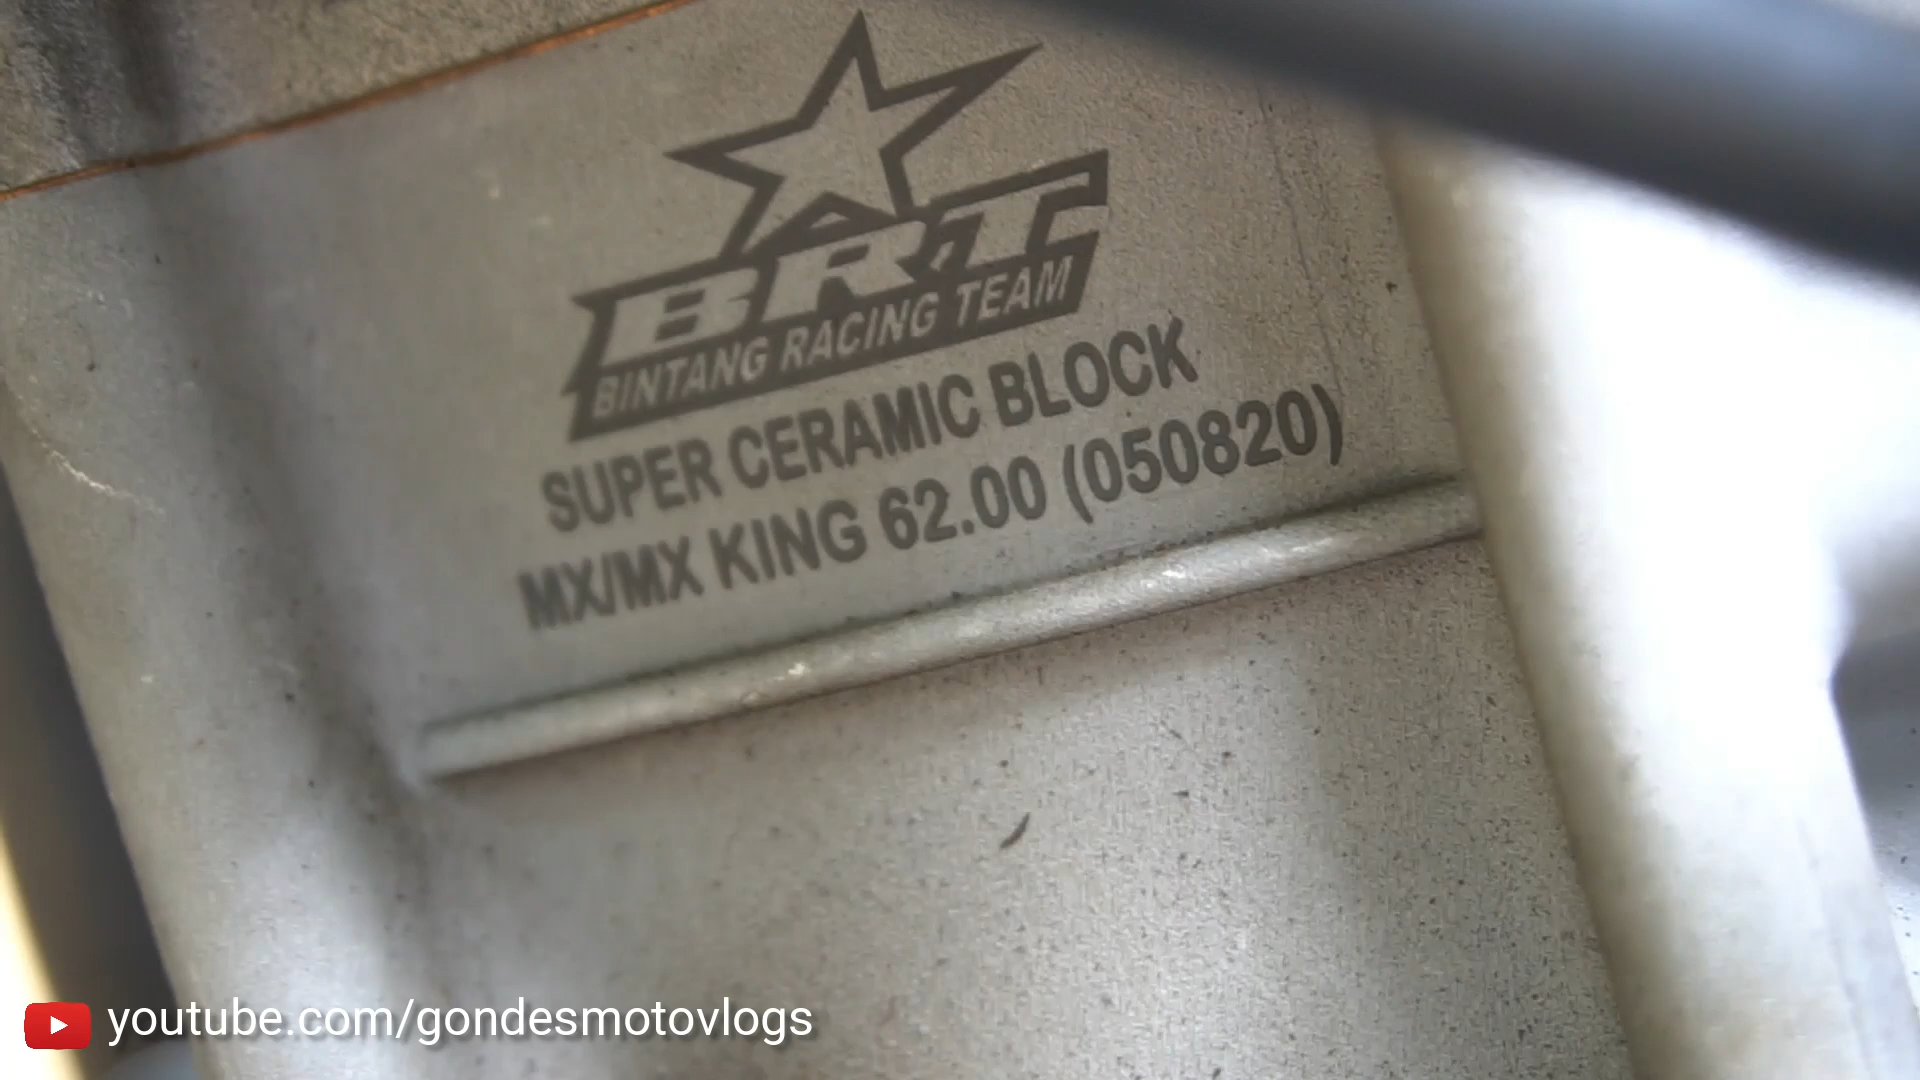 BRT
BINTANG RACING TEAM
SUPER CERAMIC BLOCK
MX/MX KING 62.00 (050820)
youtube.com/gondesmotovlogs